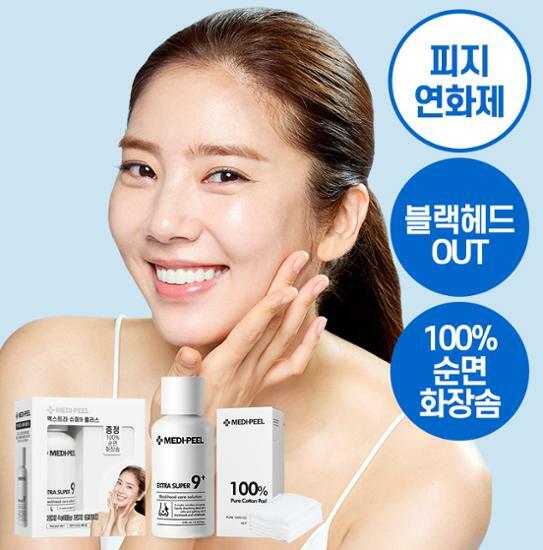 피지
연화제
블랙헤드
OUT
100%
순면
화장솜
MEDI-PEEL
엑스트라 슈퍼9 플러스
증정
100%
순면
화장솜
EXTRA SUPER 9+
MEDI-PEEL
EXTRA SUPER 9+
Blackhead care solution
MEDI-PEEL
100%
Pure Cotton Pad